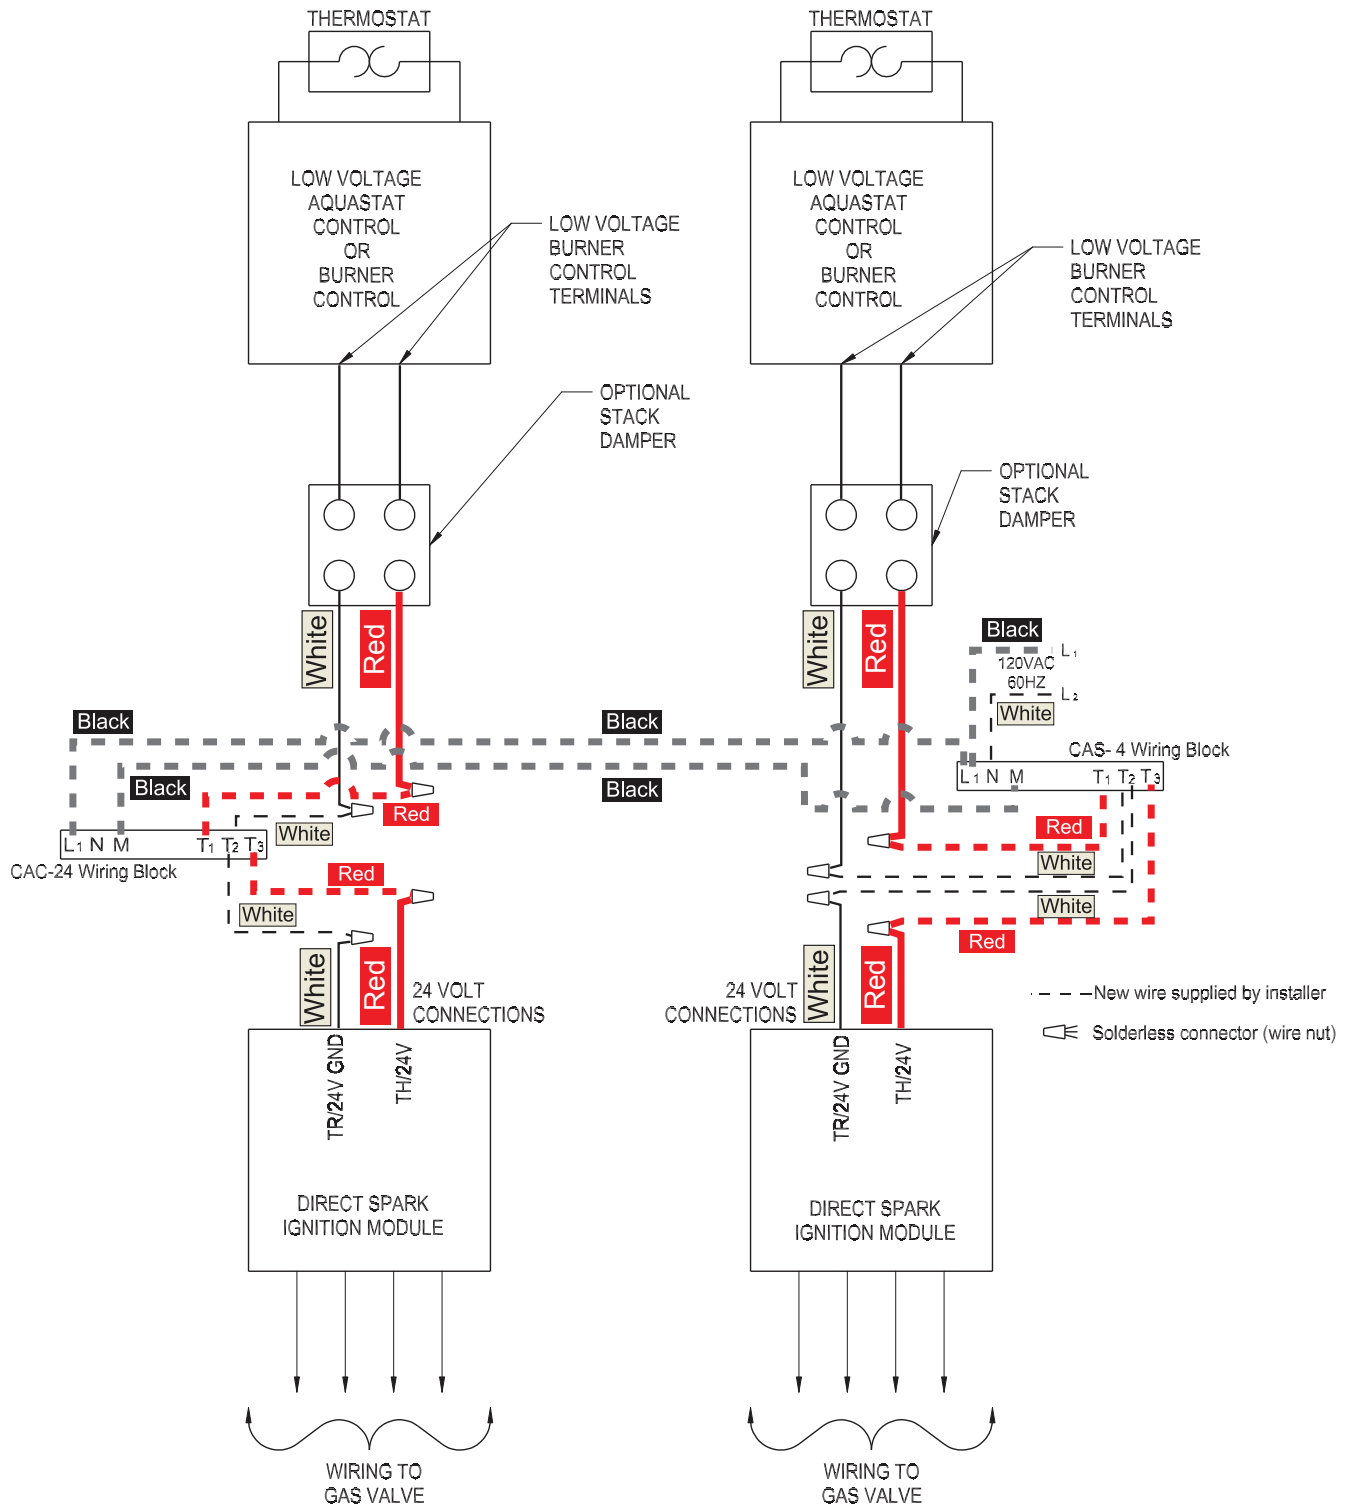 THERMOSTAT
THERMOSTAT
LOW VOLTAGE
AQUASTAT
CONTROL
OR
BURNER
CONTROL
LOW VOLTAGE
BURNER
CONTROL
TERMINALS
LOW VOLTAGE
AQUASTAT
CONTROL
OR
BURNER
CONTROL
LOW VOLTAGE
BURNER
CONTROL
TERMINALS
OPTIONAL
STACK
DAMPER
OPTIONAL
STACK
DAMPER
White
Red
White
Red
Black
L1
120VAC
60HZ
L2
White
Black
Black
Black
Black
CAS- 4 Wiring Block
L1 N M T1 T2 T3
Red
White
L1 N M T1 T2 T3
CAC-24 Wiring Block
Red
White
Red
White
White
Red
White
Red
24 VOLT
CONNECTIONS
24 VOLT
CONNECTIONS
White
Red
New wire supplied by installer
Solderless connector (wire nut)
TR/24V GND
TH/24V
TR/24V GND
TH/24V
DIRECT SPARK
IGNITION MODULE
DIRECT SPARK
IGNITION MODULE
WIRING TO
GAS VALVE
WIRING TO
GAS VALVE